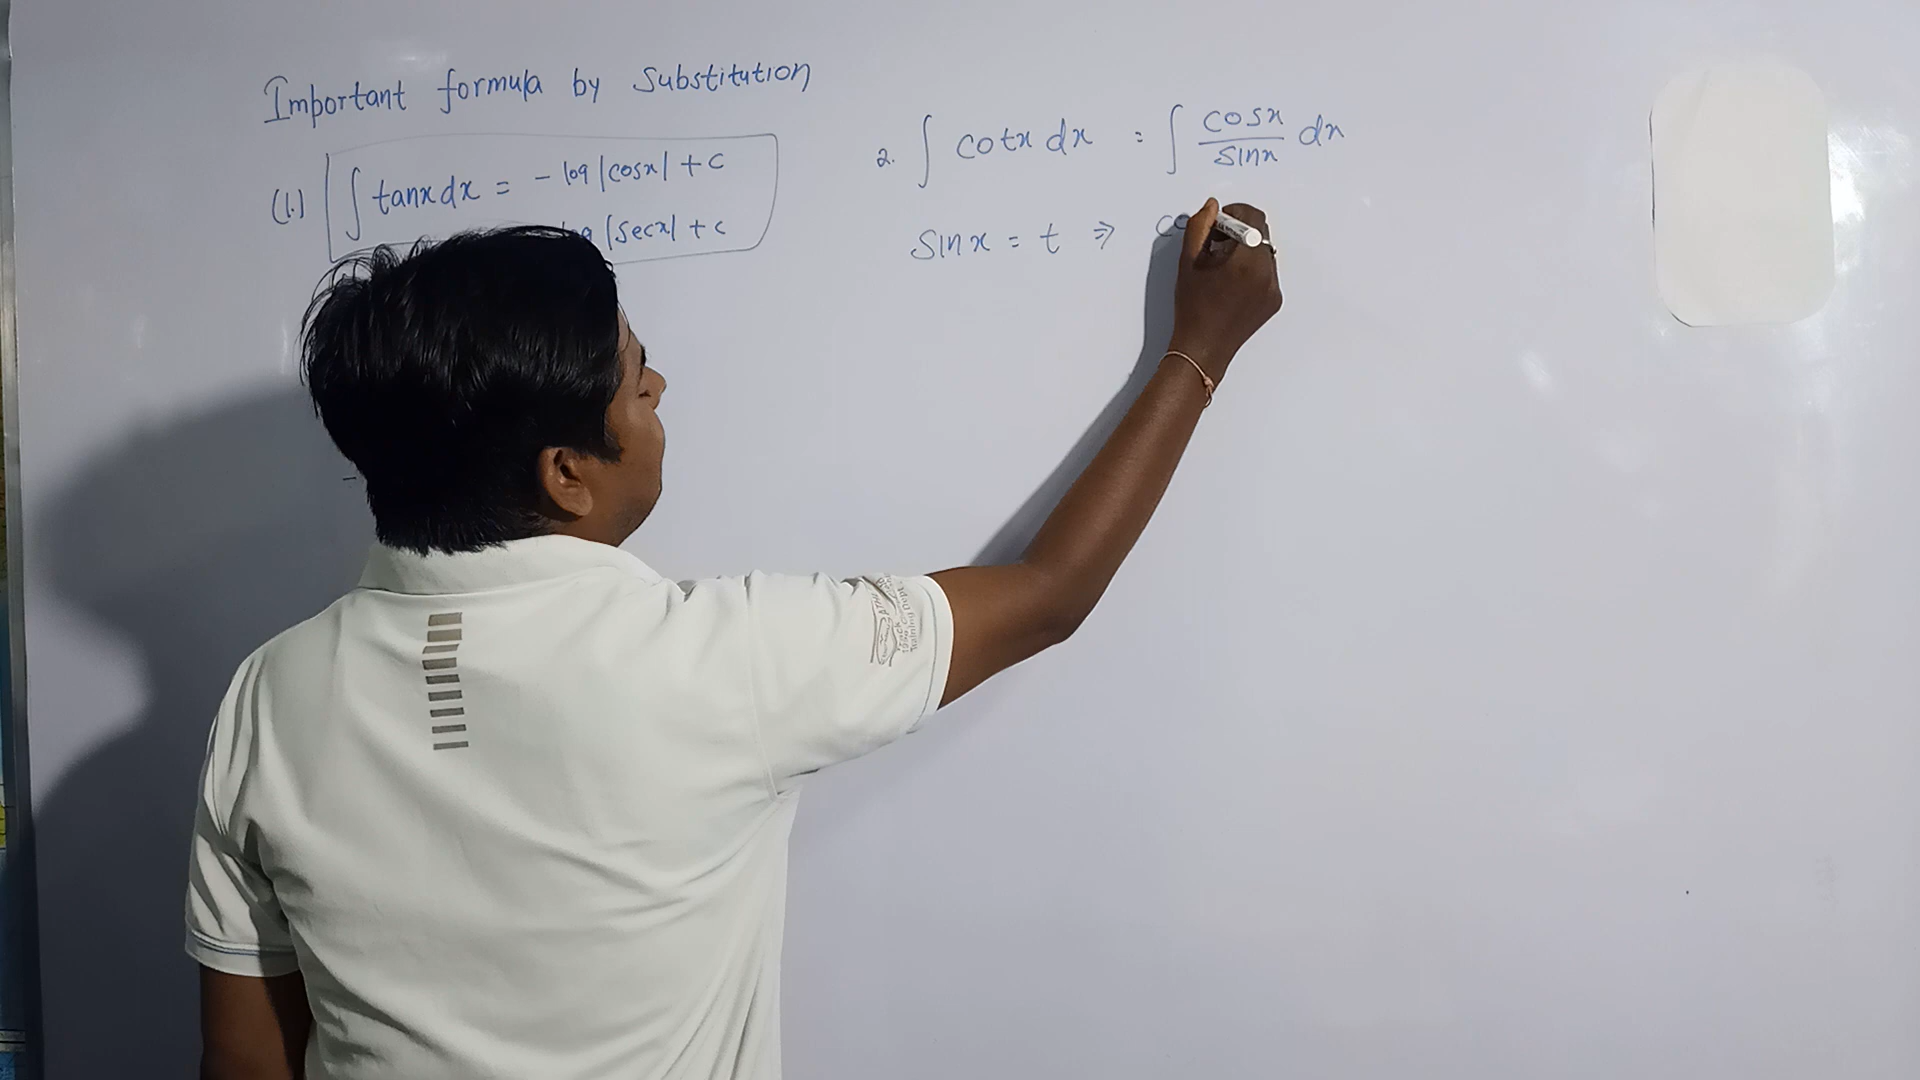 Important formula by Substitution
(1.) ∫ tanx dx = - log |cosx| + c
|secx| + c
2. ∫ cotx dx = ∫ cosx/sinx dx
sinx = t ⇒